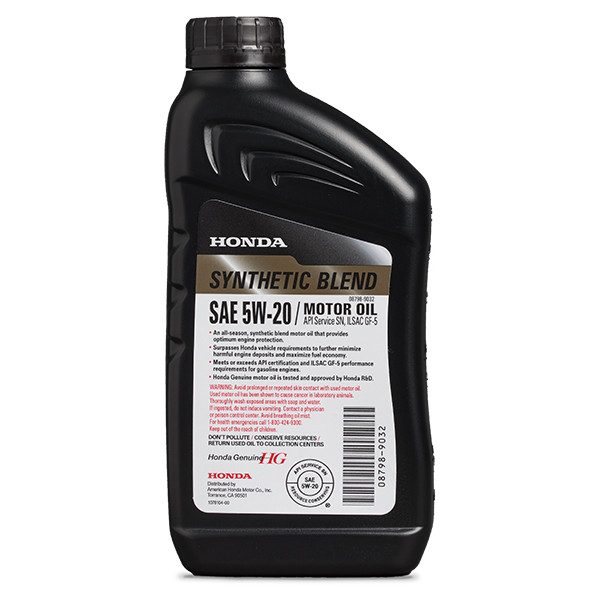 HONDA
SYNTHETIC BLEND
08798-9032
SAE 5W-20 / MOTOR OIL
API Service SN, ILSAC GF-5
• An all-season, synthetic blend motor oil that provides
optimum engine protection.
• Surpasses Honda vehicle requirements to further minimize
harmful engine deposits and maximize fuel economy.
• Meets or exceeds API certification and ILSAC GF-5 performance
requirements for gasoline engines.
• Honda Genuine motor oil is tested and approved by Honda R&D.
WARNING: Avoid prolonged or repeated skin contact with used motor oil.
Used motor oil has been shown to cause cancer in laboratory animals.
Thoroughly wash exposed areas with soap and water.
If ingested, do not induce vomiting. Contact a physician
or poison control center. Avoid breathing oil mist.
For health emergencies call 1-800-424-9300.
Keep out of the reach of children.
DON'T POLLUTE / CONSERVE RESOURCES /
RETURN USED OIL TO COLLECTION CENTERS
Honda Genuine HG
HONDA
Distributed by
American Honda Motor Co., Inc.
Torrance, CA 90501
API SERVICE SN
SAE
5W-20
RESOURCE CONSERVING
®
08798-9032